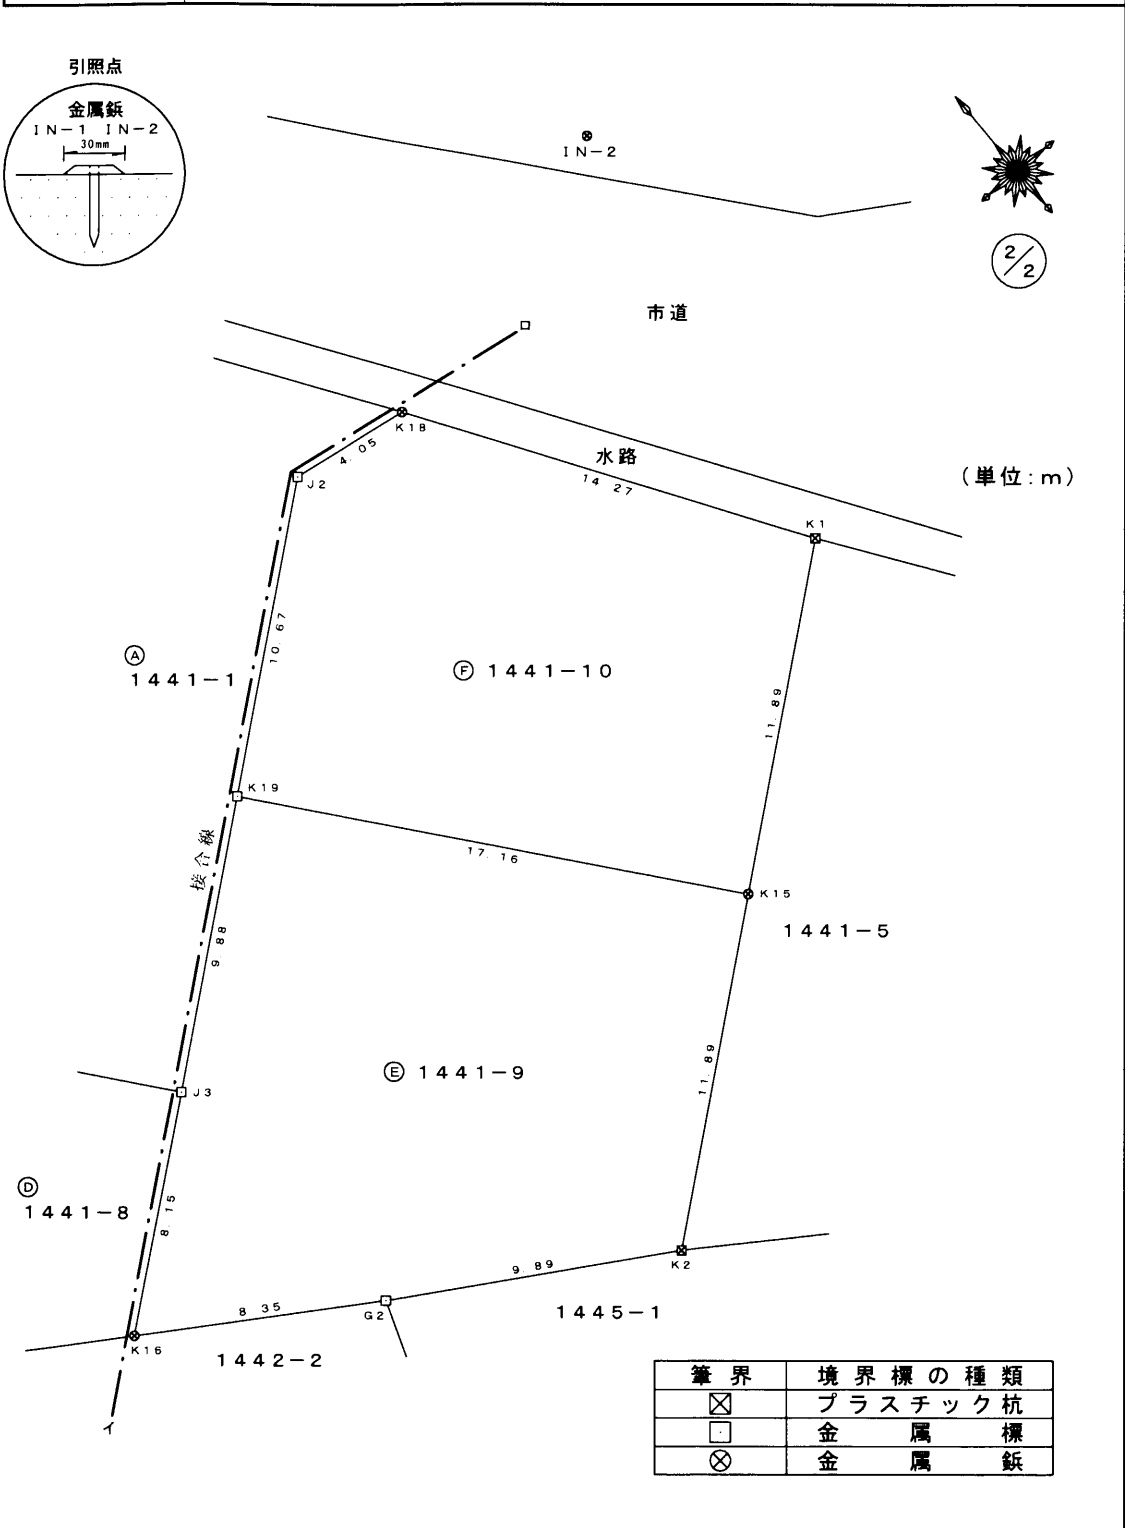 引照点
金属鋲
IN-1 IN-2
30mm
IN-2
2/2
市道
K18
4.05
水路
14.27
(単位:m)
J2
K1
10.67
Ⓐ
1441-1
Ⓕ 1441-10
11.89
K19
接合線
17.16
K15
1441-5
9.88
Ⓔ 1441-9
11.89
J3
Ⓓ
1441-8
8.15
9.89
K2
8.35
G2
1445-1
K16
1442-2
イ
筆界 境界標の種類
プラスチック杭
金属標
金属鋲